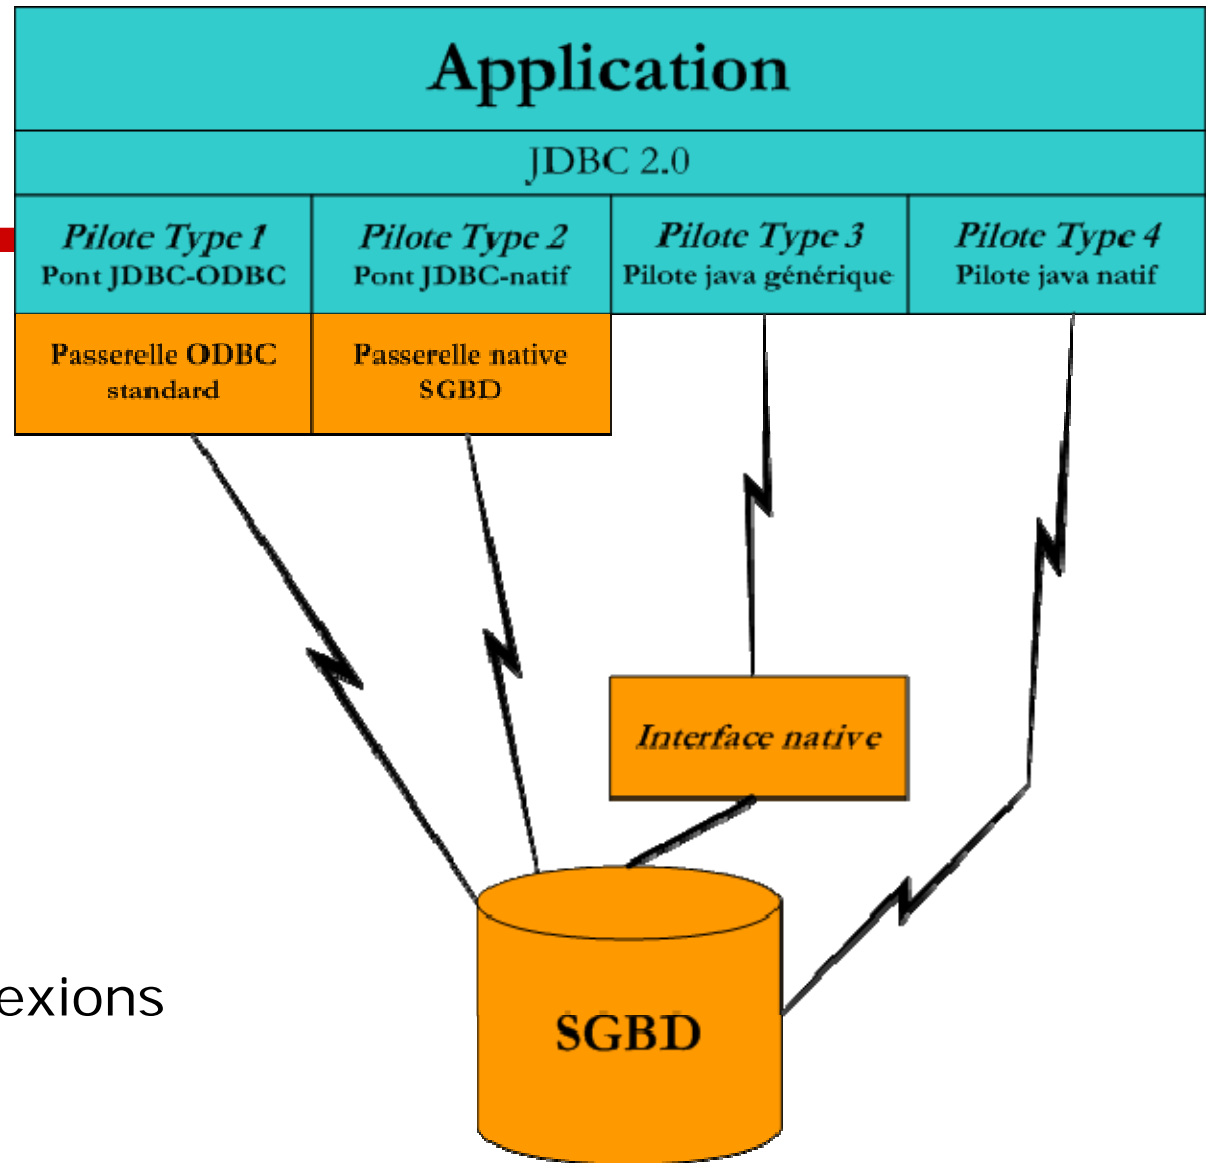 Application
JDBC 2.0
Pilote Type 1
Pont JDBC-ODBC
Pilote Type 2
Pont JDBC-natif
Pilote Type 3
Pilote java générique
Pilote Type 4
Pilote java natif
Passerelle ODBC
standard
Passerelle native
SGBD
Interface native
exions
SGBD